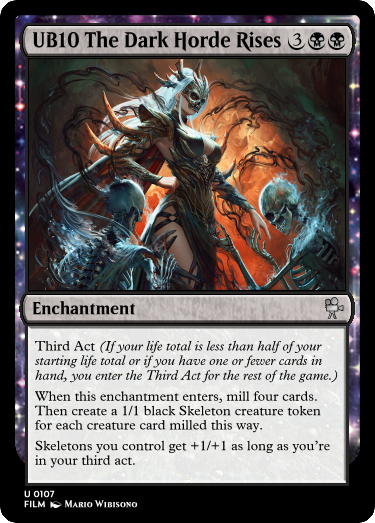 UB10 The Dark Horde Rises 3
Enchantment
Third Act (If your life total is less than half of your
starting life total or if you have one or fewer cards in
hand, you enter the Third Act for the rest of the game.)
When this enchantment enters, mill four cards.
Then create a 1/1 black Skeleton creature token
for each creature card milled this way.
Skeletons you control get +1/+1 as long as you're
in your third act.
U 0107
FILM Mario Wibisono